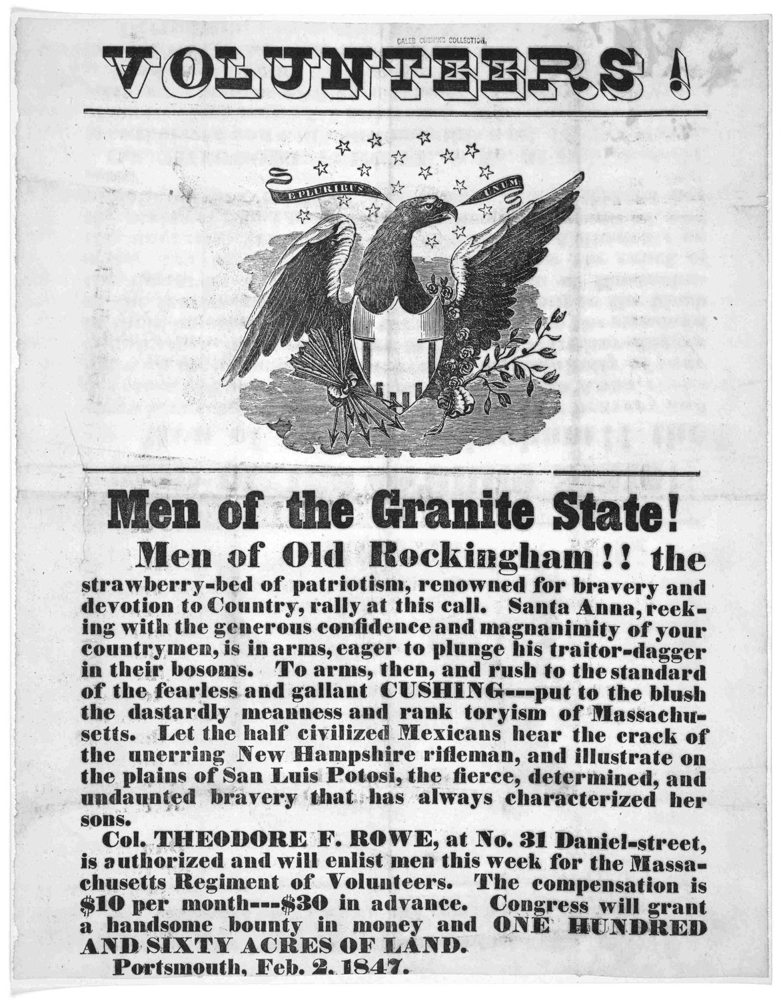 CALEB CUSHING COLLECTION.
VOLUNTEERS!
E PLURIBUS UNUM
Men of the Granite State!
Men of Old Rockingham!! the
strawberry-bed of patriotism, renowned for bravery and
devotion to Country, rally at this call. Santa Anna, reek-
ing with the generous confidence and magnanimity of your
countrymen, is in arms, eager to plunge his traitor-dagger
in their bosoms. To arms, then, and rush to the standard
of the fearless and gallant CUSHING---put to the blush
the dastardly meanness and rank toryism of Massachu-
setts. Let the half civilized Mexicans hear the crack of
the unerring New Hampshire rifleman, and illustrate on
the plains of San Luis Potosi, the fierce, determined, and
undaunted bravery that has always characterized her
sons.
Col. THEODORE F. ROWE, at No. 31 Daniel-street,
is authorized and will enlist men this week for the Massa-
chusetts Regiment of Volunteers. The compensation is
$10 per month---$30 in advance. Congress will grant
a handsome bounty in money and ONE HUNDRED
AND SIXTY ACRES OF LAND.
Portsmouth, Feb. 2. 1847.